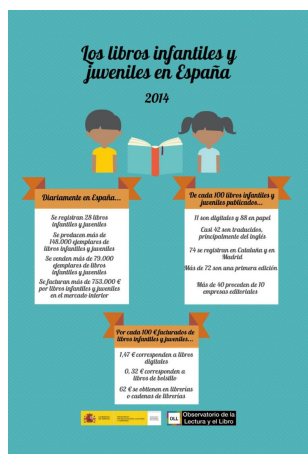 Los libros infantiles y
juveniles en España
2014
Diariamente en España...
Se registran 28 libros
infantiles y juveniles
Se producen más de
148.000 ejemplares de
libros infantiles y juveniles
Se venden más de 79.000
ejemplares de libros
infantiles y juveniles
Se facturan más de 753.000 €
por libros infantiles y juveniles
en el mercado interior
De cada 100 libros infantiles y
juveniles publicados...
11 son digitales y 88 en papel
Casi 42 son traducidos,
principalmente del inglés
74 se registran en Cataluña y en
Madrid
Más de 72 son una primera edición
Más de 40 proceden de 10
empresas editoriales
Por cada 100 € facturados de
libros infantiles y juveniles...
1,47 € corresponden a libros
digitales
0, 32 € corresponden a
libros de bolsillo
62 € se obtienen en librerías
o cadenas de librerías
OLL
Observatorio de la
Lectura y el Libro